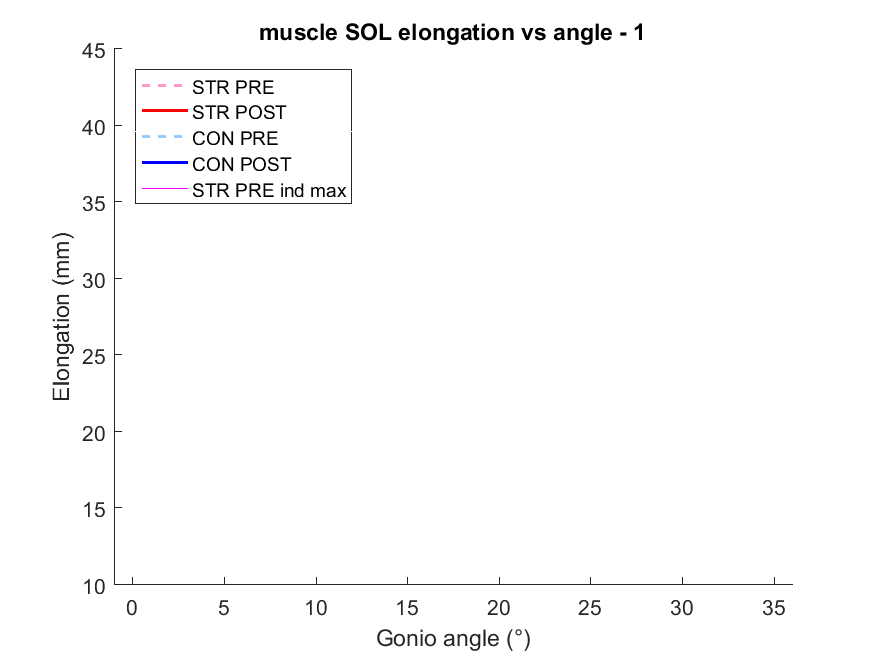 muscle SOL elongation vs angle - 1
45
40
35
30
25
20
15
10
Elongation (mm)
STR PRE
STR POST
CON PRE
CON POST
STR PRE ind max
0 5 10 15 20 25 30 35
Gonio angle (°)